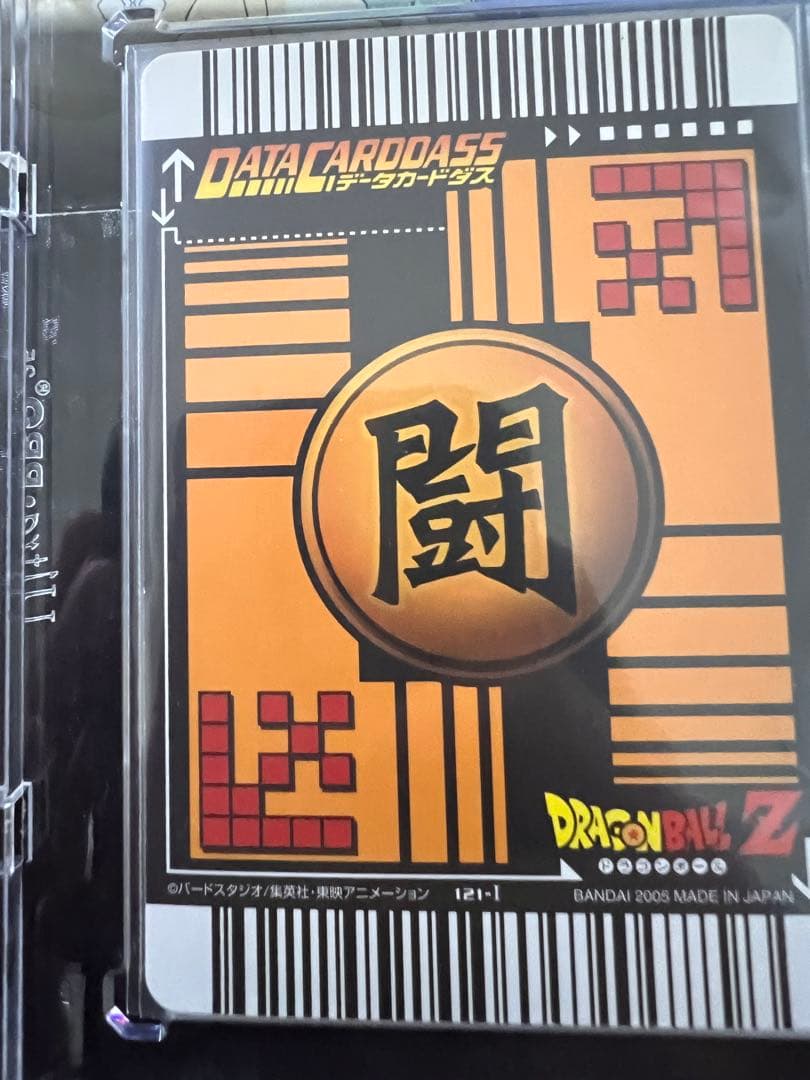 DATA CARDDASS
データカードダス
闘
DRAGON BALL Z
ドラゴンボール
©バードスタジオ/集英社・東映アニメーション 121-I
BANDAI 2005 MADE IN JAPAN